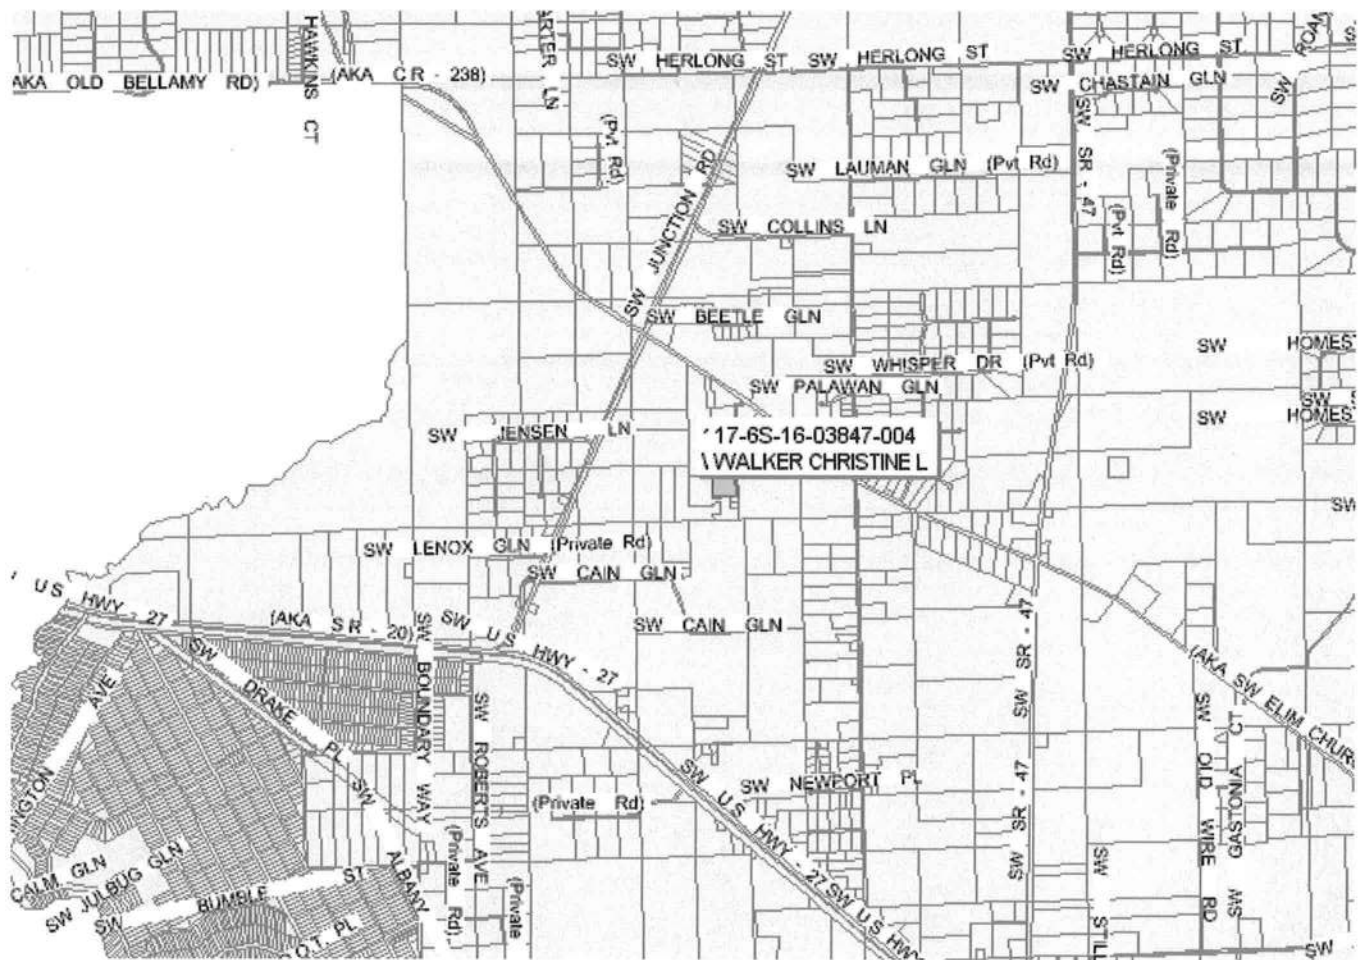 HAWKINS CT
SW HERLONG ST
SW HERLONG ST
SW HERLONG ST
AKA OLD BELLAMY RD)
(AKA CR - 238)
SW CHASTAIN GLN
SW
(Pvt Rd)
SW JUNCTION RD
SW LAUMAN GLN (Pvt Rd)
SW SR - 47
(Pvt Rd)
(Private Rd)
SW COLLINS LN
SW BEETLE GLN
SW WHISPER DR (Pvt Rd)
SW HOMES
SW PALAWAN GLN
SW
SW HOMES
SW JENSEN LN
17-6S-16-03847-004
WALKER CHRISTINE L
SW
SW LENOX GLN (Private Rd)
SW CAIN GLN
SW CAIN GLN
US HWY - 27
(AKA SR - 20)
SW US HWY - 27
SW SR - 47
(AKA SW ELIM CHUR
SW DRAKE PL
SW BOUNDARY WAY
SW ROBERTS AVE
INGTON AVE
SW
SW NEWPORT PL
(Private Rd)
SW US HWY - 27
SW US HWY
SW SR - 47
SW OLD WIRE RD
SW GASTONA CT
CALM GLN
SW JULBUG GLN
SW BUMBLE ST
ALBANY
(Private Rd)
(Private
O.T. PL
SW
SW